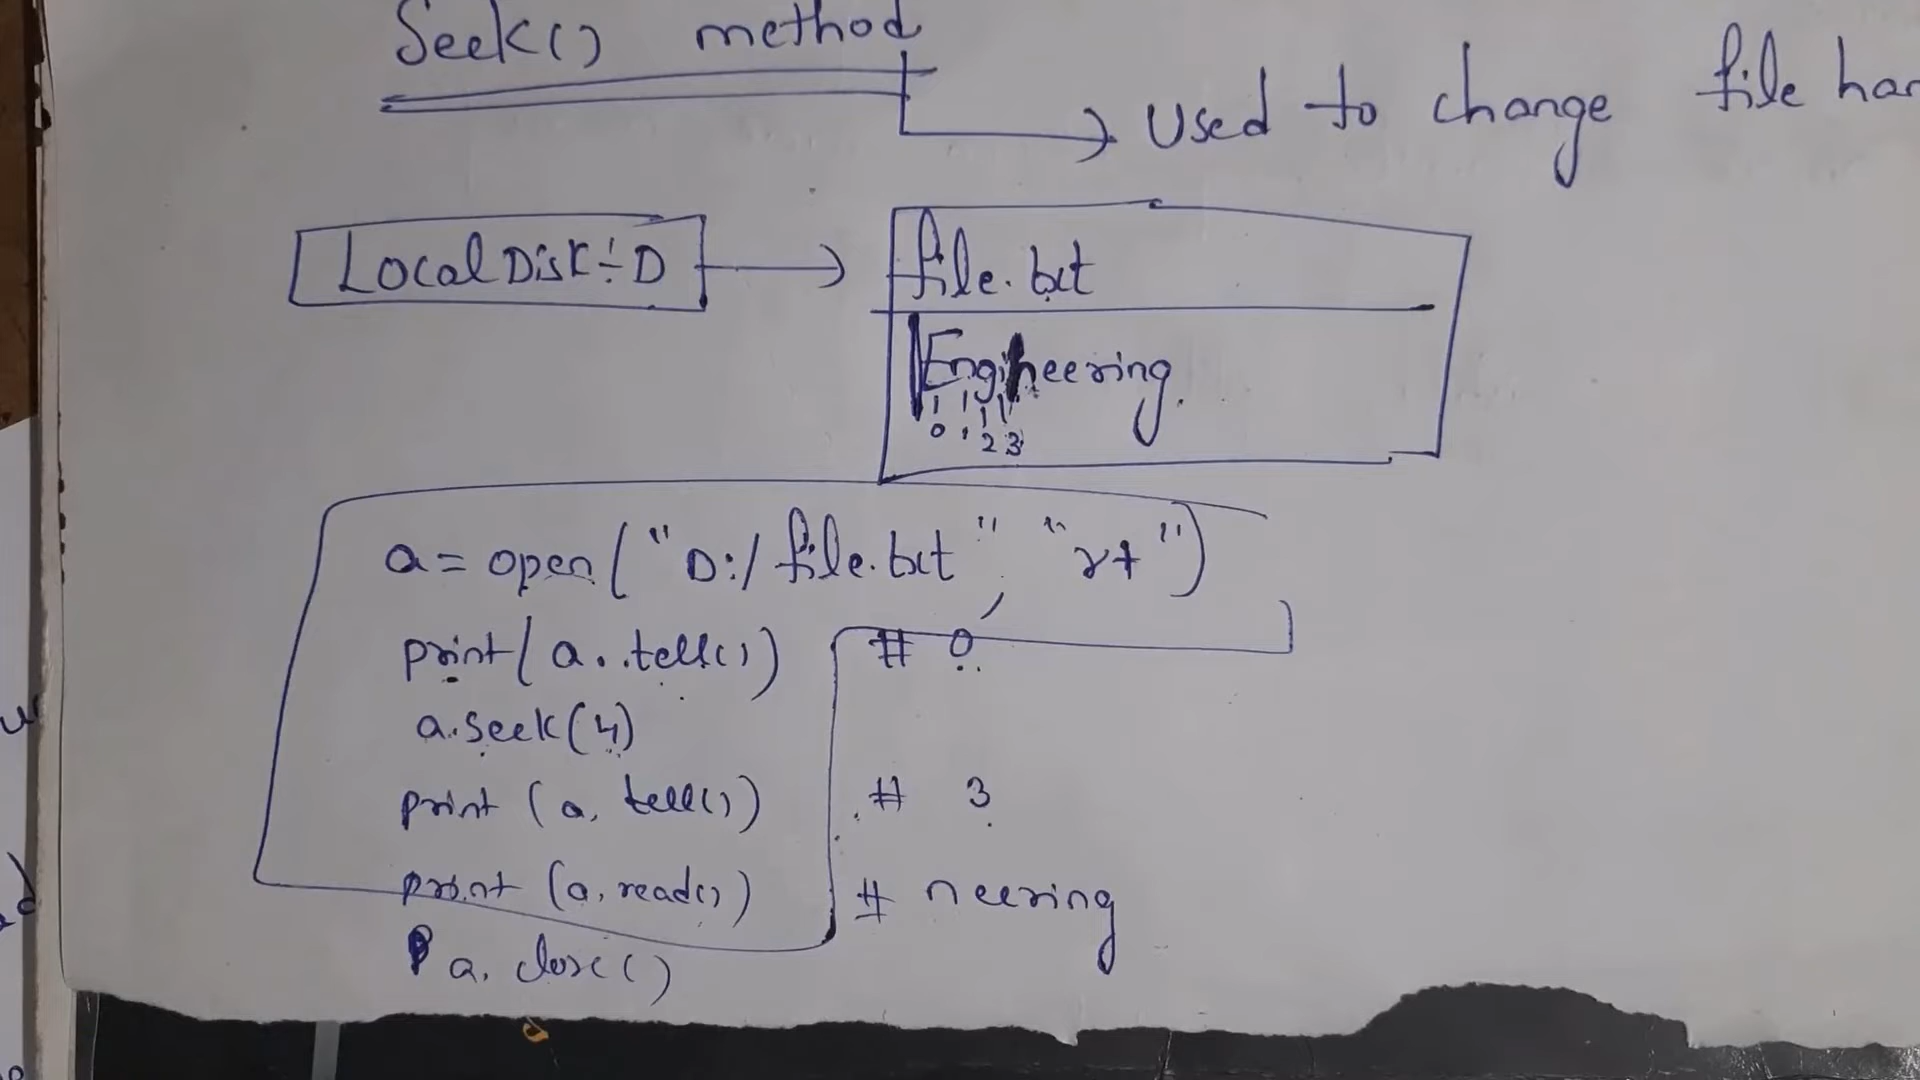 Seek() method
Used to change file
Local Disk:-D
file.txt
Engineering.
0 1 2 3
a = open("D:/file.txt", "r+")
print(a.tell()) # 0
a.seek(4)
print(a.tell()) # 3
print(a.read()) # neering
a.close()